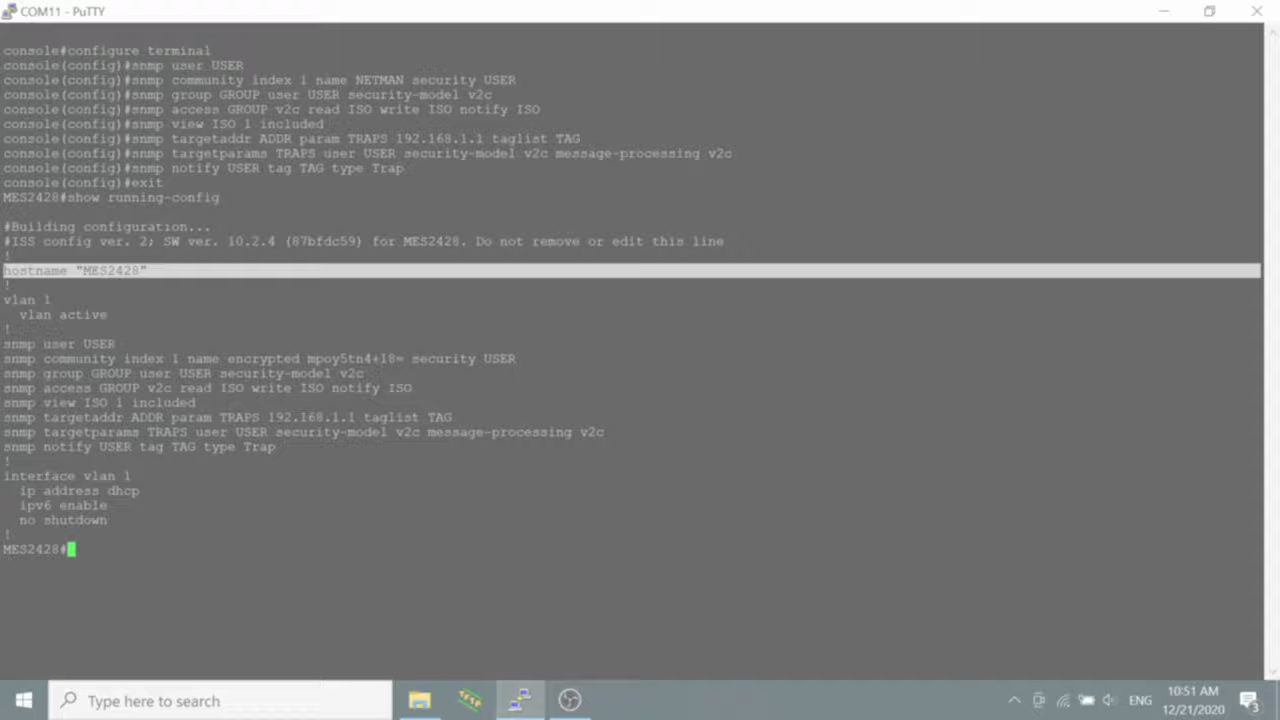 COM11 - PuTTY
console#configure terminal
console(config)#snmp user USER
console(config)#snmp community index 1 name NETMAN security USER
console(config)#snmp group GROUP user USER security-model v2c
console(config)#snmp access GROUP v2c read ISO write ISO notify ISO
console(config)#snmp view ISO 1 included
console(config)#snmp targetaddr ADDR param TRAPS 192.168.1.1 taglist TAG
console(config)#snmp targetparams TRAPS user USER security-model v2c message-processing v2c
console(config)#snmp notify USER tag TAG type Trap
console(config)#exit
MES2428#show running-config
#Building configuration...
#ISS config ver. 2; SW ver. 10.2.4 (87bfdc59) for MES2428. Do not remove or edit this line
!
hostname "MES2428"
!
vlan 1
vlan active
!
snmp user USER
snmp community index 1 name encrypted mpoy5tn4+18= security USER
snmp group GROUP user USER security-model v2c
snmp access GROUP v2c read ISO write ISO notify ISO
snmp view ISO 1 included
snmp targetaddr ADDR param TRAPS 192.168.1.1 taglist TAG
snmp targetparams TRAPS user USER security-model v2c message-processing v2c
snmp notify USER tag TAG type Trap
!
interface vlan 1
ip address dhcp
ipv6 enable
no shutdown
!
MES2428#
Type here to search
ENG
10:51 AM
12/21/2020
3